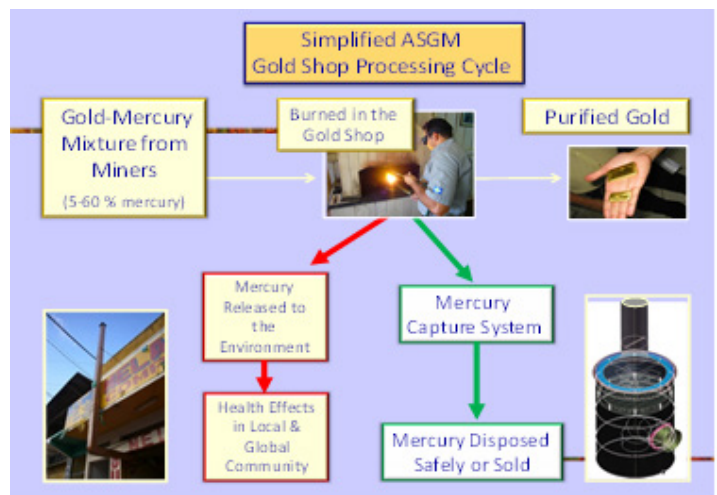 Simplified ASGM
Gold Shop Processing Cycle
Gold-Mercury
Mixture from
Miners
(5-60 % mercury)
Burned in the
Gold Shop
Purified Gold
Mercury
Released to
the
Environment
Mercury
Capture System
Health Effects
in Local &
Global
Community
Mercury Disposed
Safely or Sold